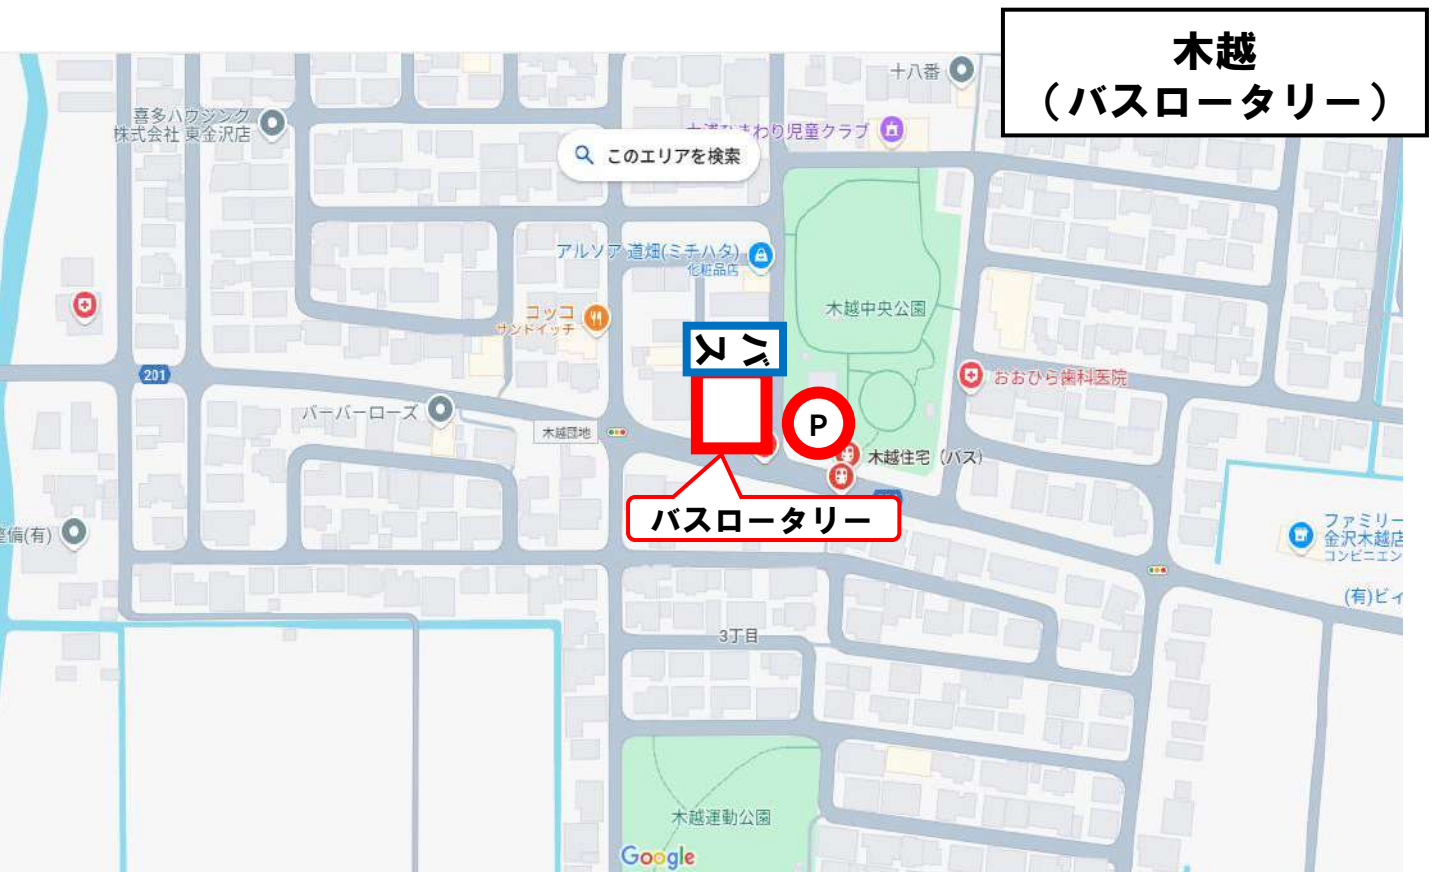 木越
（バスロータリー）
十八番
喜多ハウジング
株式会社 東金沢店
わり児童クラブ
このエリアを検索
アルソア 道畑(ミチハタ)
化粧品店
木越中央公園
コッコ
サンドイッチ
バス
201
おおひら歯科医院
バーバーローズ
P
木越団地
木越住宅（バス）
バスロータリー
備(有)
ファミリー
金沢木越店
コンビニエン
(有)ビィ
3丁目
木越運動公園
Google